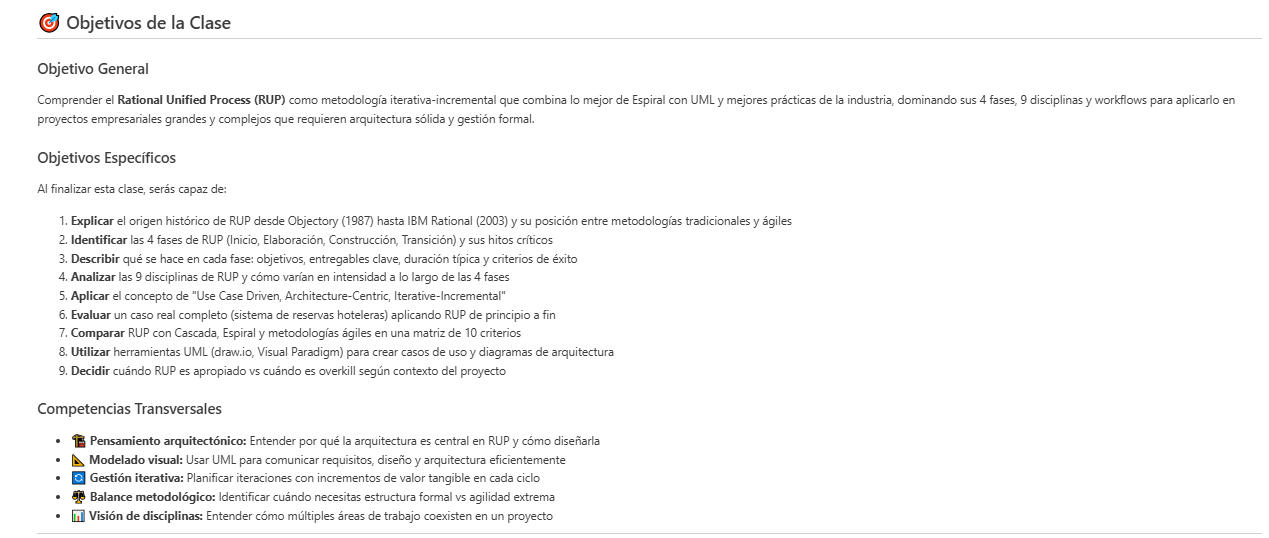 🎯 Objetivos de la Clase
Objetivo General
Comprender el Rational Unified Process (RUP) como metodología iterativa-incremental que combina lo mejor de Espiral con UML y mejores prácticas de la industria, dominando sus 4 fases, 9 disciplinas y workflows para aplicarlo en
proyectos empresariales grandes y complejos que requieren arquitectura sólida y gestión formal.
Objetivos Específicos
Al finalizar esta clase, serás capaz de:
1. Explicar el origen histórico de RUP desde Objectory (1987) hasta IBM Rational (2003) y su posición entre metodologías tradicionales y ágiles
2. Identificar las 4 fases de RUP (Inicio, Elaboración, Construcción, Transición) y sus hitos críticos
3. Describir qué se hace en cada fase: objetivos, entregables clave, duración típica y criterios de éxito
4. Analizar las 9 disciplinas de RUP y cómo varían en intensidad a lo largo de las 4 fases
5. Aplicar el concepto de "Use Case Driven, Architecture-Centric, Iterative-Incremental"
6. Evaluar un caso real completo (sistema de reservas hoteleras) aplicando RUP de principio a fin
7. Comparar RUP con Cascada, Espiral y metodologías ágiles en una matriz de 10 criterios
8. Utilizar herramientas UML (draw.io, Visual Paradigm) para crear casos de uso y diagramas de arquitectura
9. Decidir cuándo RUP es apropiado vs cuándo es overkill según contexto del proyecto
Competencias Transversales
• 🏗️ Pensamiento arquitectónico: Entender por qué la arquitectura es central en RUP y cómo diseñarla
• 📐 Modelado visual: Usar UML para comunicar requisitos, diseño y arquitectura eficientemente
• 🔄 Gestión iterativa: Planificar iteraciones con incrementos de valor tangible en cada ciclo
• ⚖️ Balance metodológico: Identificar cuándo necesitas estructura formal vs agilidad extrema
• 📊 Visión de disciplinas: Entender cómo múltiples áreas de trabajo coexisten en un proyecto